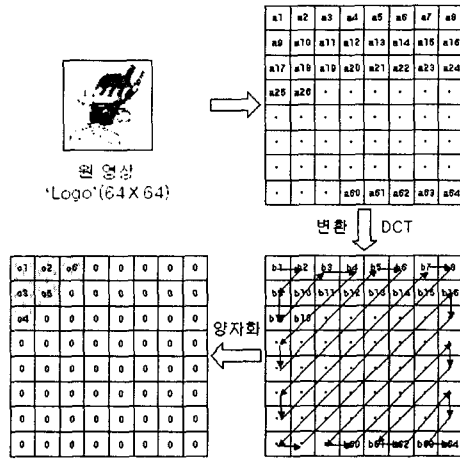 a1 a2 a3 a4 a5 a6 a7 a8
a9 a10 a11 a12 a13 a14 a15 a16
a17 a18 a19 a20 a21 a22 a23 a24
a25 a26 · · · · · ·
· · · · · · · ·
· · · · · · · ·
· · · · · · · ·
· · · a60 a61 a62 a63 a64
원 영상
'Logo'(64X64)
변환 DCT
b1 b2 b3 b4 b5 b6 b7 b8
b9 b10 b11 b12 b13 b14 b15 b16
b18
b60 b61 b62 b63 b64
양자화
c1 c2 c6 0 0 0 0 0
c3 c5 0 0 0 0 0 0
c4 0 0 0 0 0 0 0
0 0 0 0 0 0 0 0
0 0 0 0 0 0 0 0
0 0 0 0 0 0 0 0
0 0 0 0 0 0 0 0
0 0 0 0 0 0 0 0